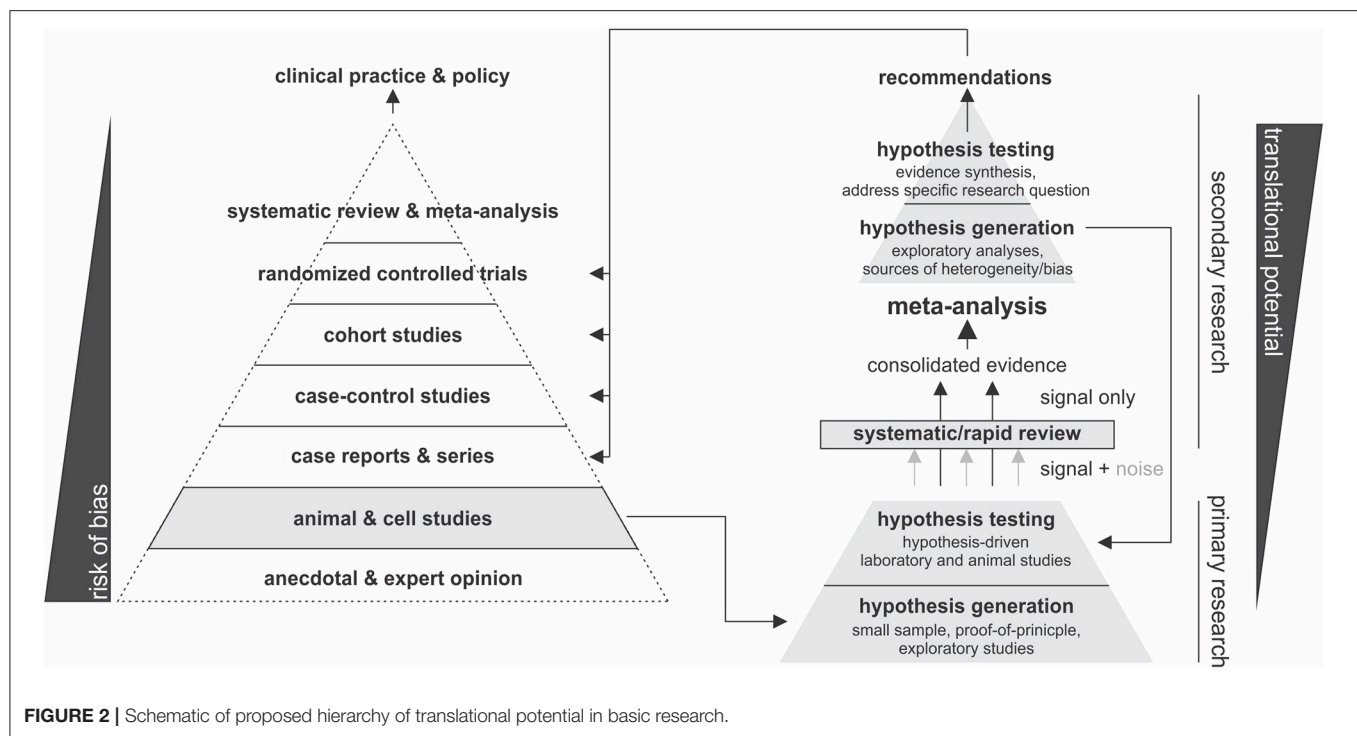 clinical practice & policy
systematic review & meta-analysis
randomized controlled trials
cohort studies
case-control studies
case reports & series
animal & cell studies
anecdotal & expert opinion
risk of bias
recommendations
hypothesis testing
evidence synthesis,
address specific research question
hypothesis generation
exploratory analyses,
sources of heterogeneity/bias
meta-analysis
consolidated evidence
signal only
systematic/rapid review
signal + noise
hypothesis testing
hypothesis-driven
laboratory and animal studies
hypothesis generation
small sample, proof-of-prinicple,
exploratory studies
secondary research
primary research
translational potential
FIGURE 2 | Schematic of proposed hierarchy of translational potential in basic research.